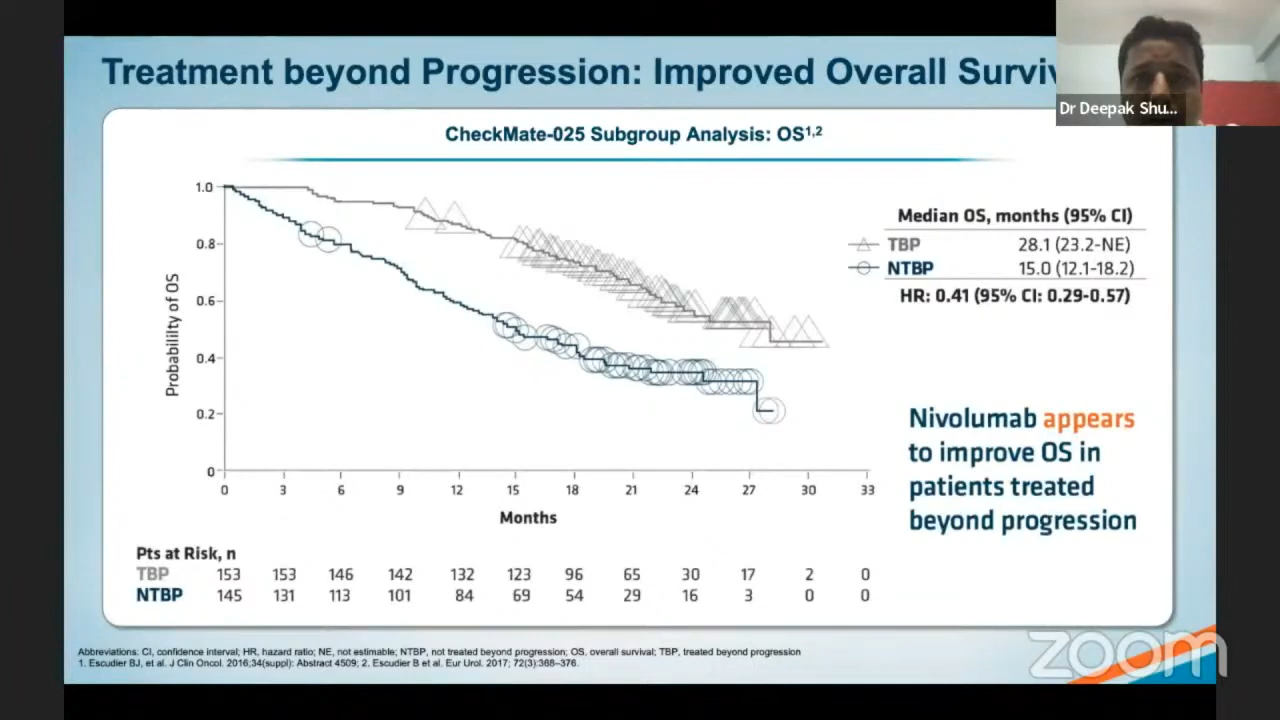 Treatment beyond Progression: Improved Overall Surviv
Dr Deepak Shu...
CheckMate-025 Subgroup Analysis: OS1,2
Median OS, months (95% CI)
TBP 28.1 (23.2-NE)
NTBP 15.0 (12.1-18.2)
HR: 0.41 (95% CI: 0.29-0.57)
Probability of OS
1.0
0.8
0.6
0.4
0.2
0
0 3 6 9 12 15 18 21 24 27 30 33
Months
Nivolumab appears
to improve OS in
patients treated
beyond progression
Pts at Risk, n
TBP 153 153 146 142 132 123 96 65 30 17 2 0
NTBP 145 131 113 101 84 69 54 29 16 3 0 0
Abbreviations: CI, confidence interval; HR, hazard ratio; NE, not estimable; NTBP, not treated beyond progression; OS, overall survival; TBP, treated beyond progression
1. Escudier BJ, et al. J Clin Oncol. 2016;34(suppl): Abstract 4509; 2. Escudier B et al. Eur Urol. 2017; 72(3):368–376.
zoom